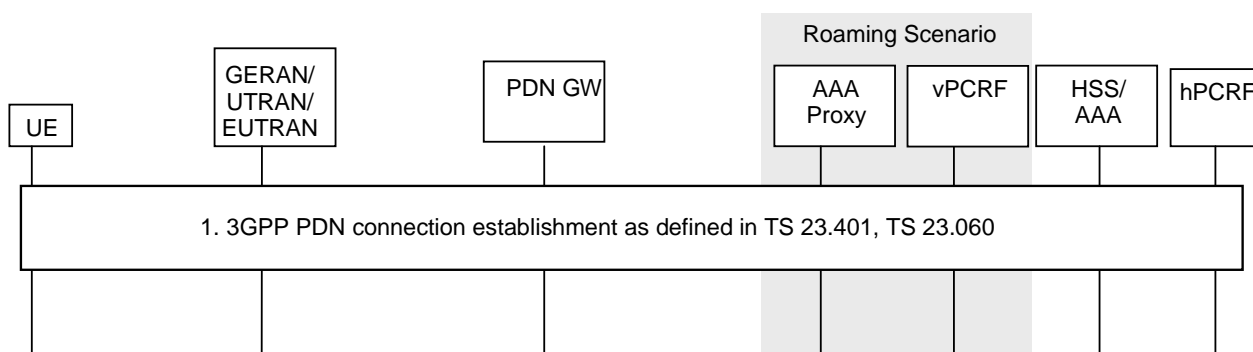 Roaming Scenario
UE
GERAN/
UTRAN/
EUTRAN
PDN GW
AAA
Proxy
vPCRF
HSS/
AAA
hPCRF
1. 3GPP PDN connection establishment as defined in TS 23.401, TS 23.060